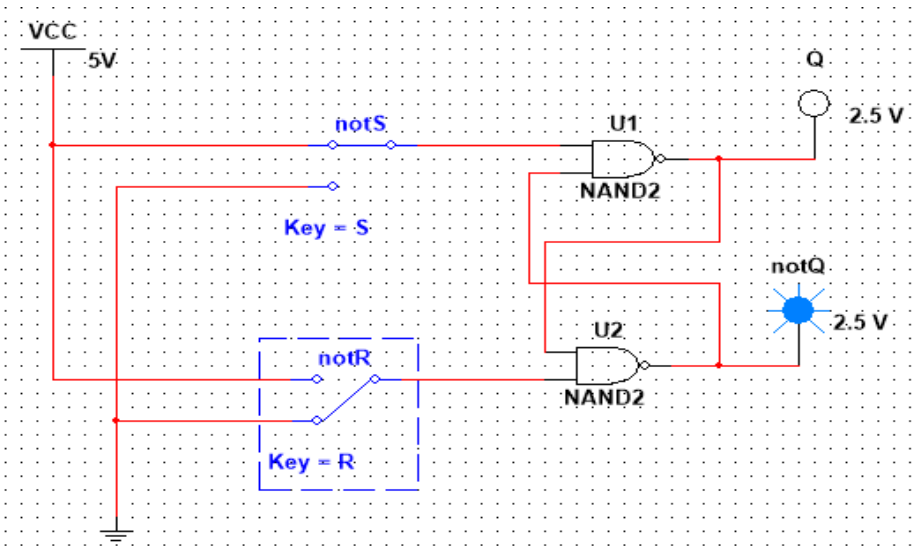 VCC
5V
Q
2.5 V
notS
U1
NAND2
Key = S
notQ
2.5 V
U2
notR
NAND2
Key = R